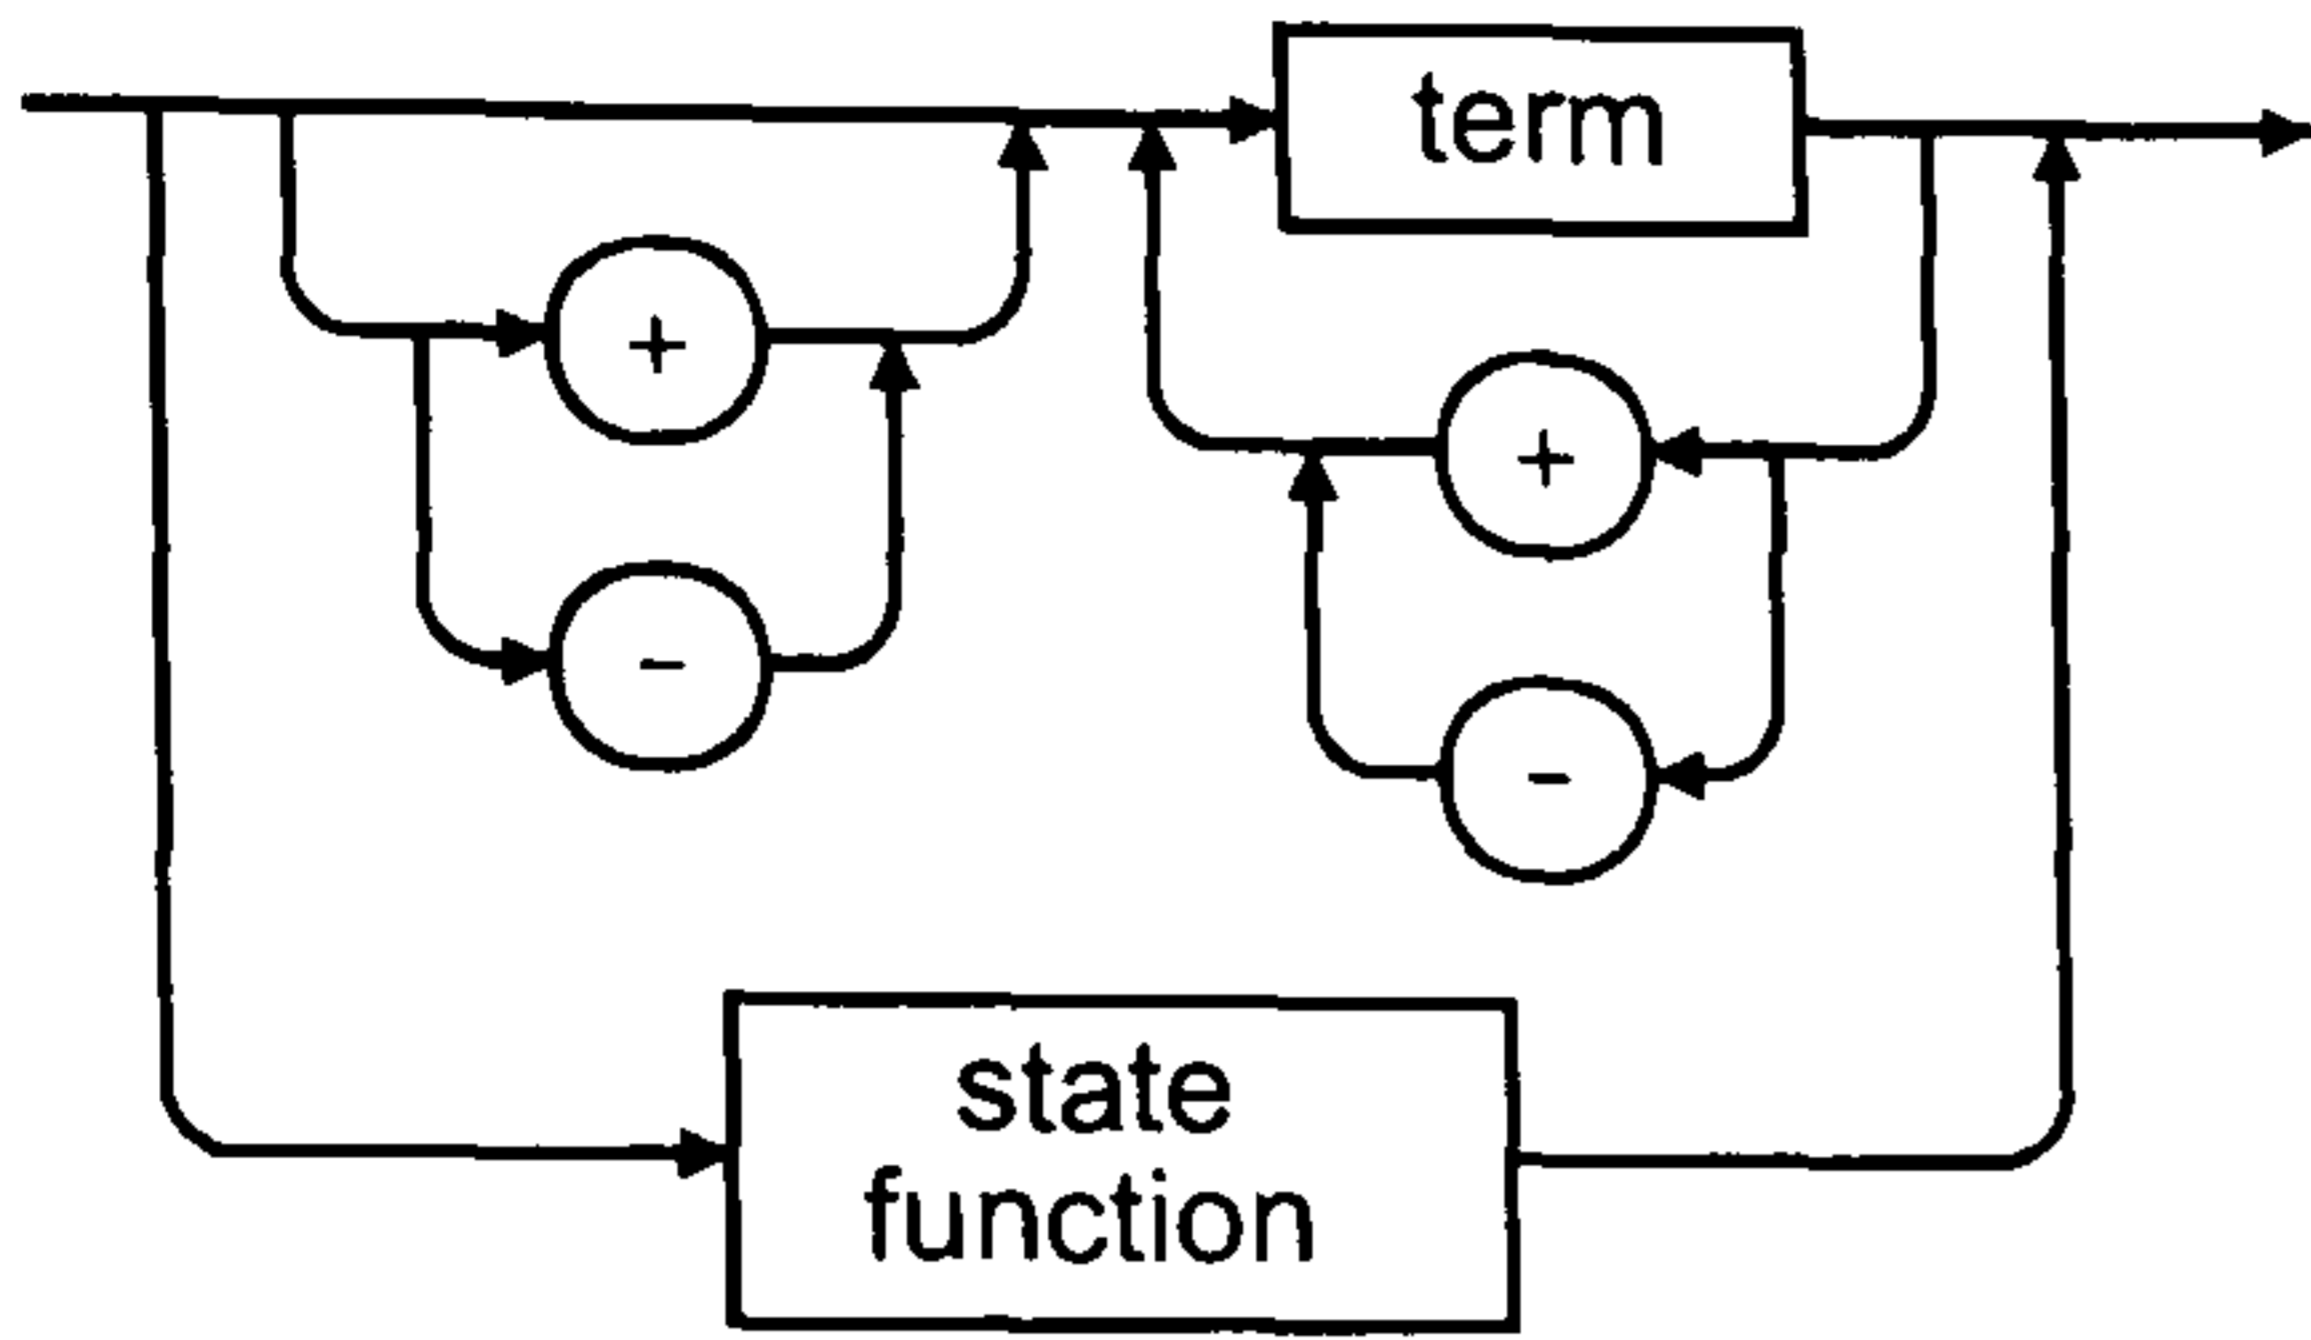 term
+
+
−
−
state
function